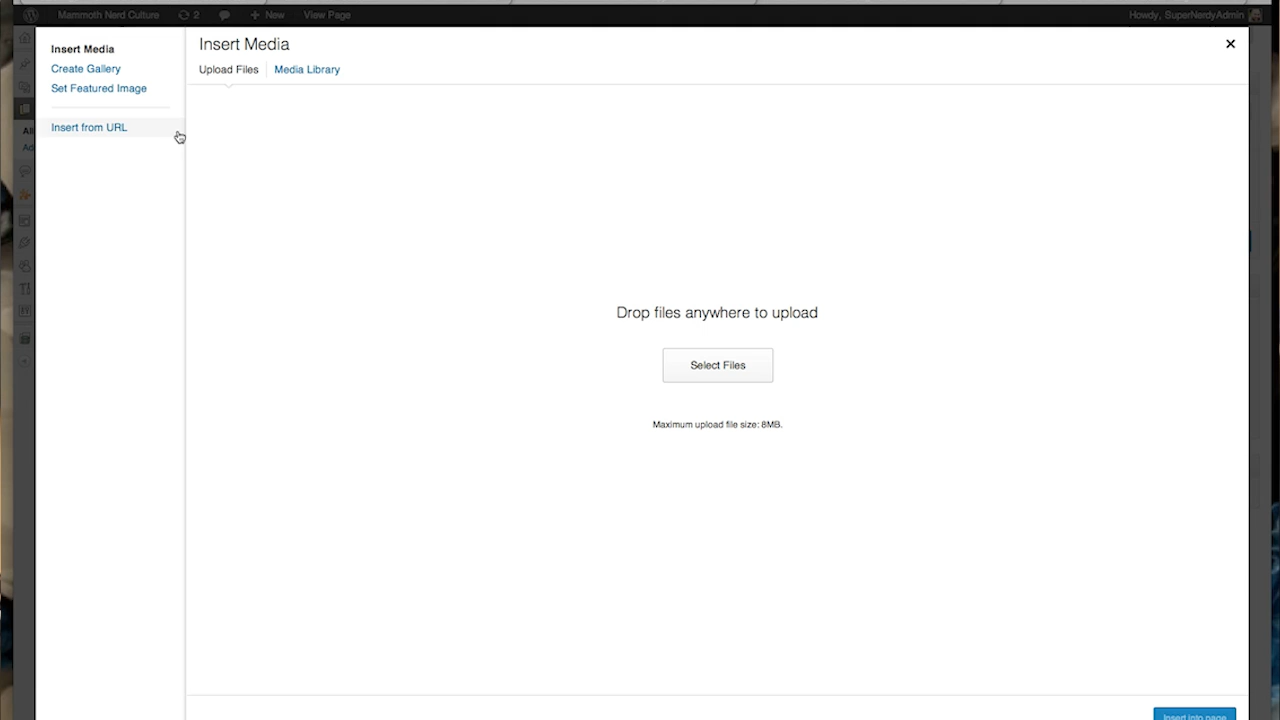 Mammoth Nerd Culture 2 New View Page Howdy, SuperNerdyAdmin
Insert Media
Create Gallery
Set Featured Image
Insert from URL
Insert Media
Upload Files Media Library
Drop files anywhere to upload
Select Files
Maximum upload file size: 8MB.
Insert into page
All
Ad